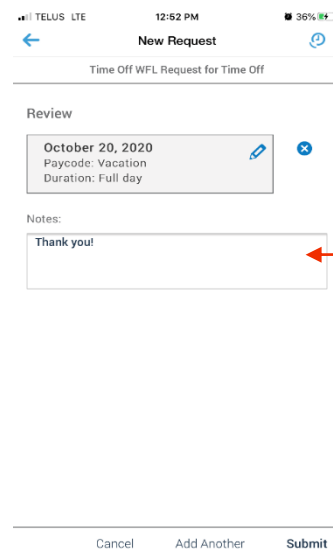 TELUS LTE 12:52 PM 36%
New Request
Time Off WFL Request for Time Off
Review
October 20, 2020
Paycode: Vacation
Duration: Full day
Notes:
Thank you!
Cancel Add Another Submit